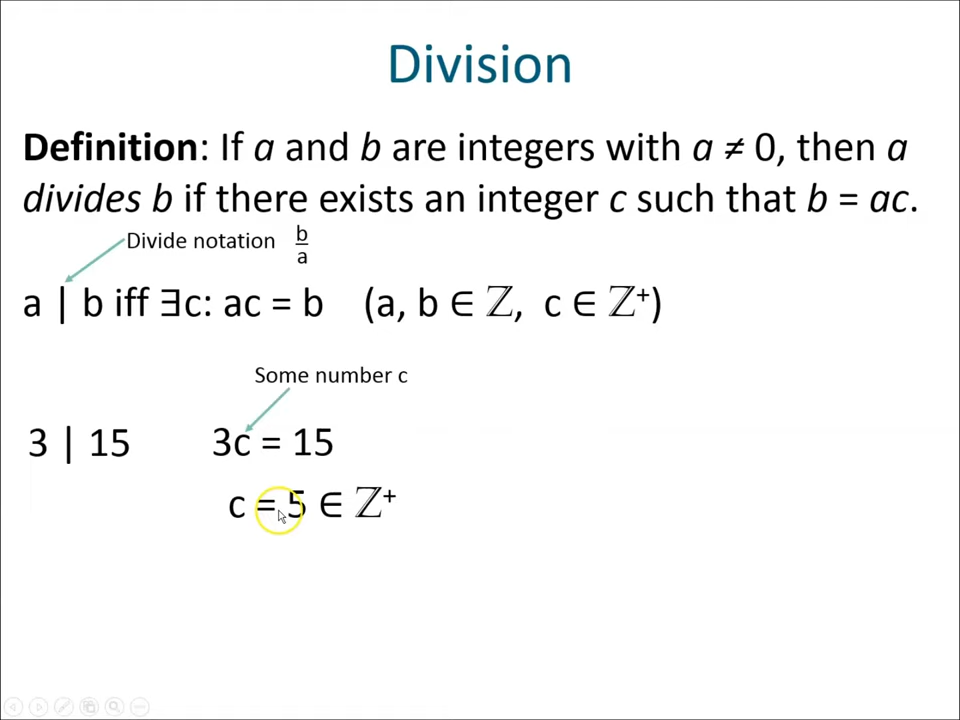 Division
Definition: If a and b are integers with a ≠ 0, then a
divides b if there exists an integer c such that b = ac.
Divide notation b/a
a | b iff ∃c: ac = b (a, b ∈ ℤ, c ∈ ℤ⁺)
Some number c
3 | 15 3c = 15
c = 5 ∈ ℤ⁺